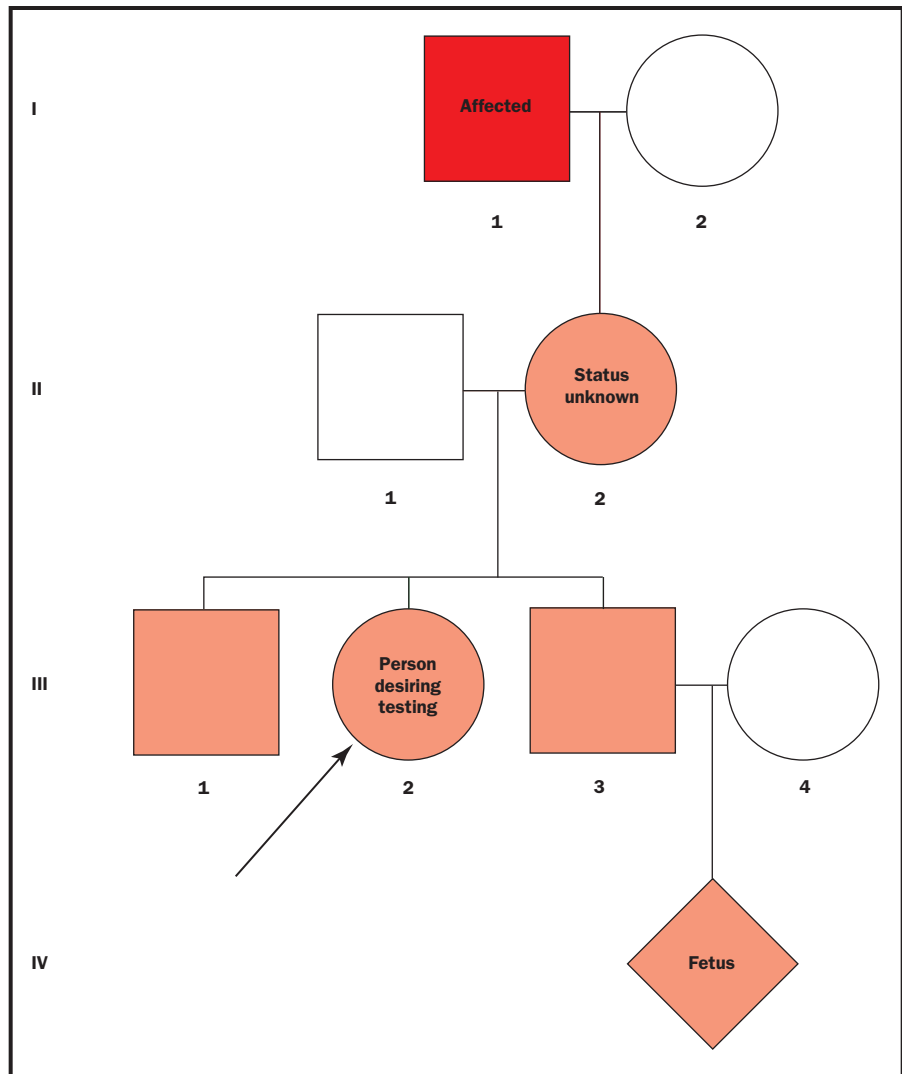 I
Affected
1
2
II
Status
unknown
1
2
III
Person
desiring
testing
1
2
3
4
IV
Fetus